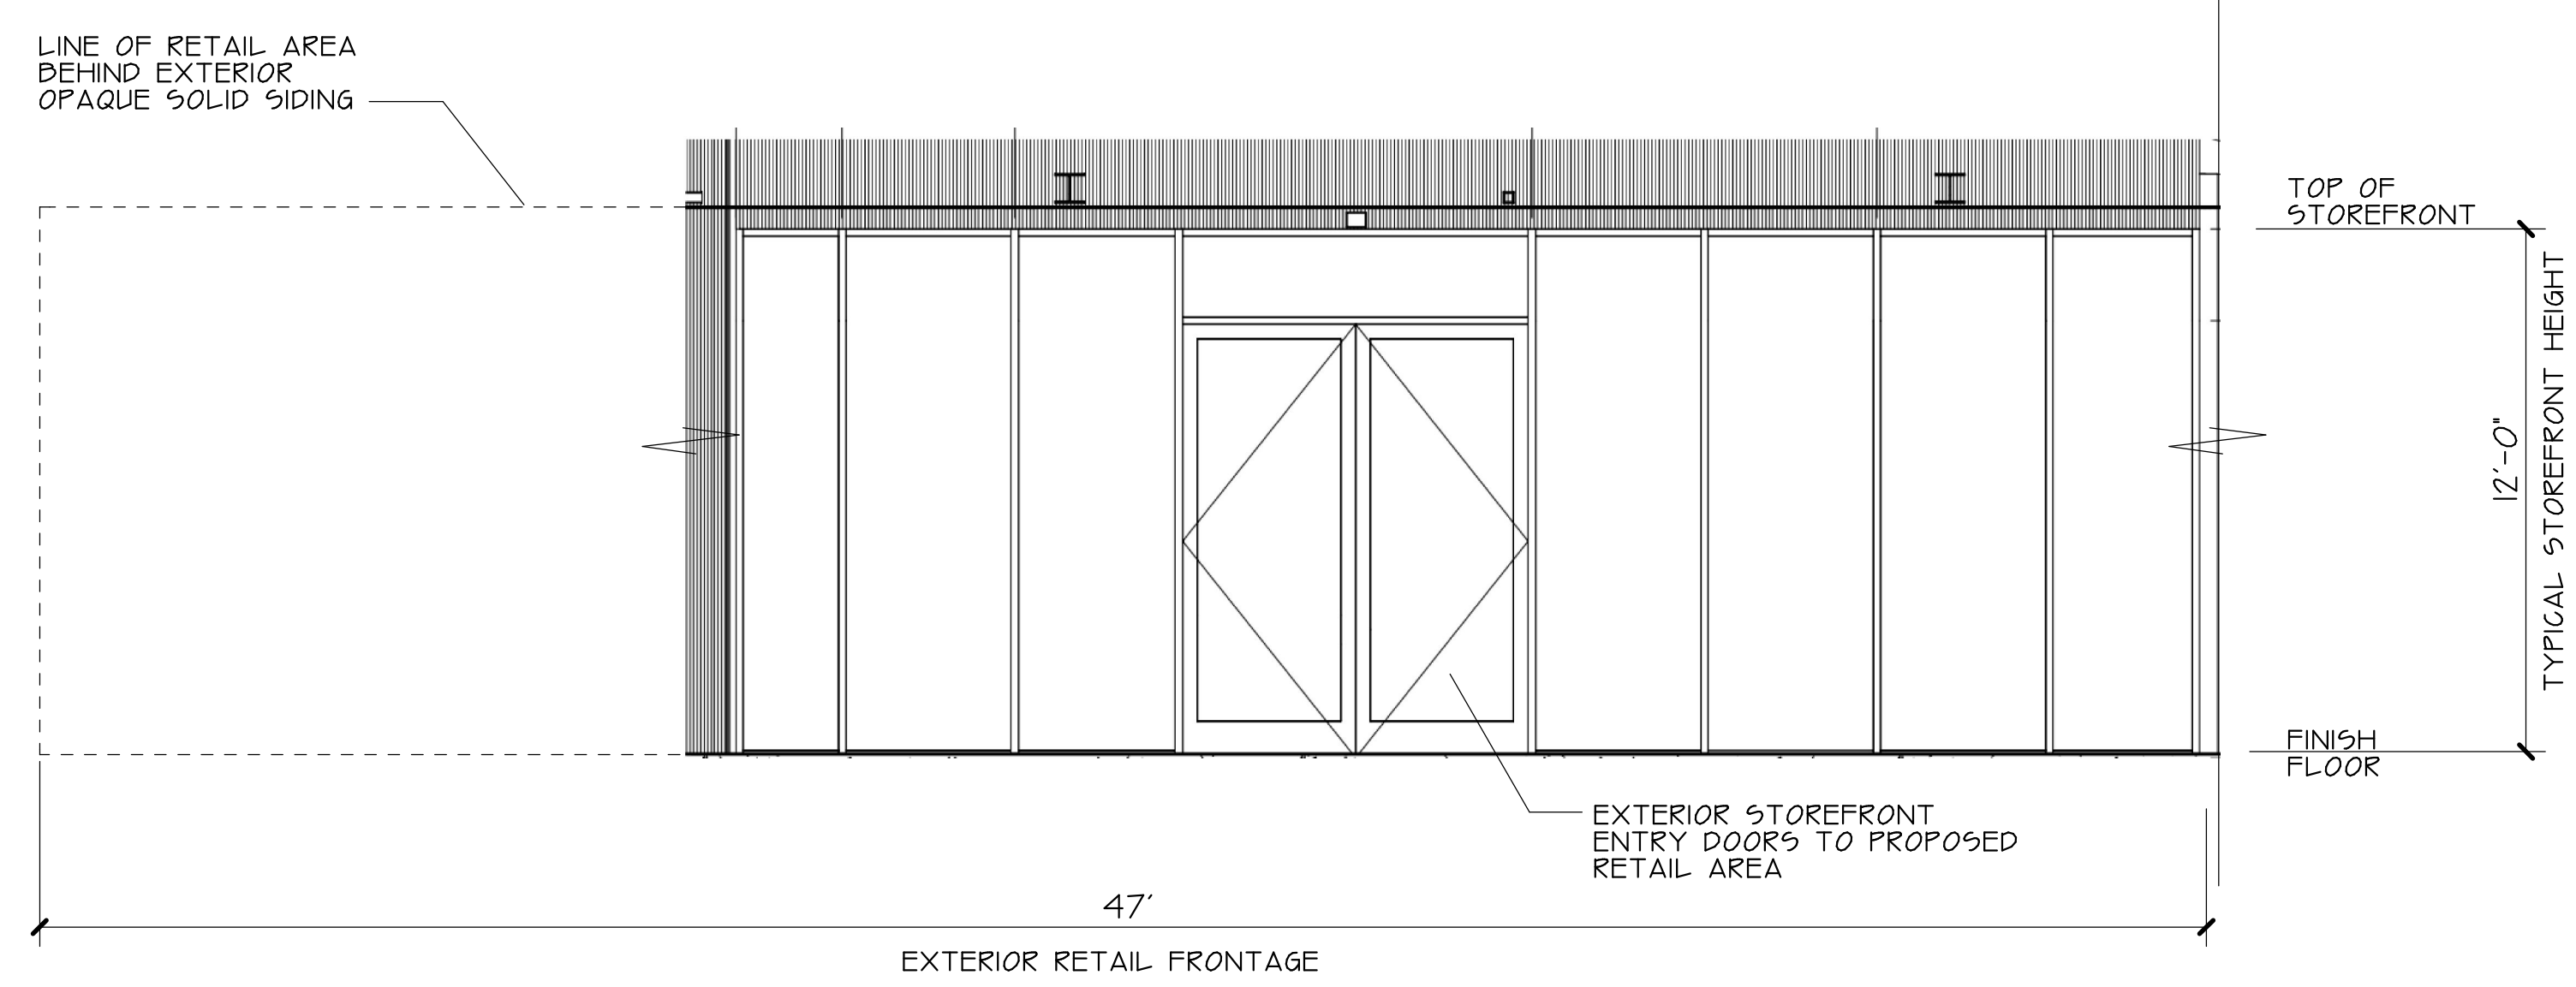 LINE OF RETAIL AREA
BEHIND EXTERIOR
OPAQUE SOLID SIDING
TOP OF
STOREFRONT
12'-0"
TYPICAL STOREFRONT HEIGHT
FINISH
FLOOR
EXTERIOR STOREFRONT
ENTRY DOORS TO PROPOSED
RETAIL AREA
47'
EXTERIOR RETAIL FRONTAGE